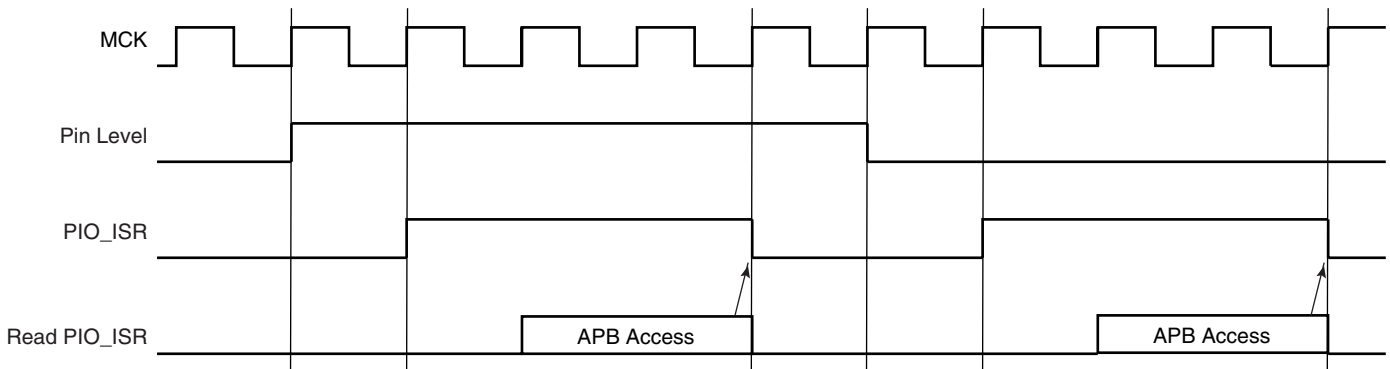 MCK
Pin Level
PIO_ISR
Read PIO_ISR
APB Access
APB Access